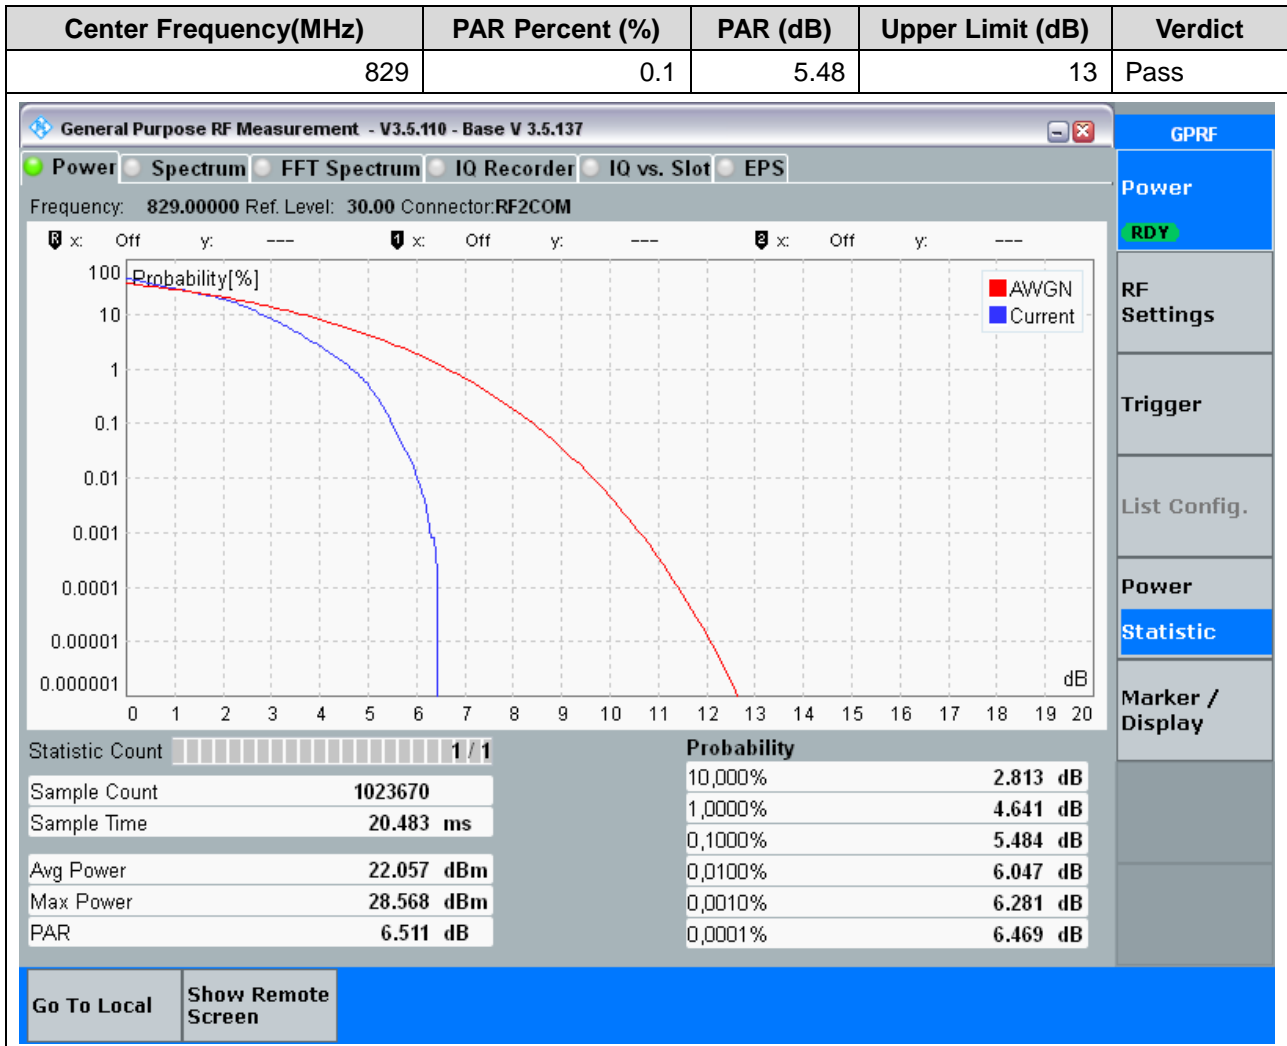 Center Frequency(MHz) PAR Percent (%) PAR (dB) Upper Limit (dB) Verdict
829 0.1 5.48 13 Pass
General Purpose RF Measurement - V3.5.110 - Base V 3.5.137
GPRF
Power Spectrum FFT Spectrum IQ Recorder IQ vs. Slot EPS
Power
RDY
Frequency: 829.00000 Ref. Level: 30.00 Connector:RF2COM
R x: Off y: --- 1 x: Off y: --- 2 x: Off y: ---
100 Probability[%]
AWGN
Current
10
1
0.1
0.01
0.001
0.0001
0.00001
0.000001
dB
0 1 2 3 4 5 6 7 8 9 10 11 12 13 14 15 16 17 18 19 20
RF
Settings
Trigger
List Config.
Power
Statistic
Marker /
Display
Statistic Count 1 / 1
Sample Count 1023670
Sample Time 20.483 ms
Avg Power 22.057 dBm
Max Power 28.568 dBm
PAR 6.511 dB
Probability
10,000% 2.813 dB
1,0000% 4.641 dB
0,1000% 5.484 dB
0,0100% 6.047 dB
0,0010% 6.281 dB
0,0001% 6.469 dB
Go To Local
Show Remote
Screen